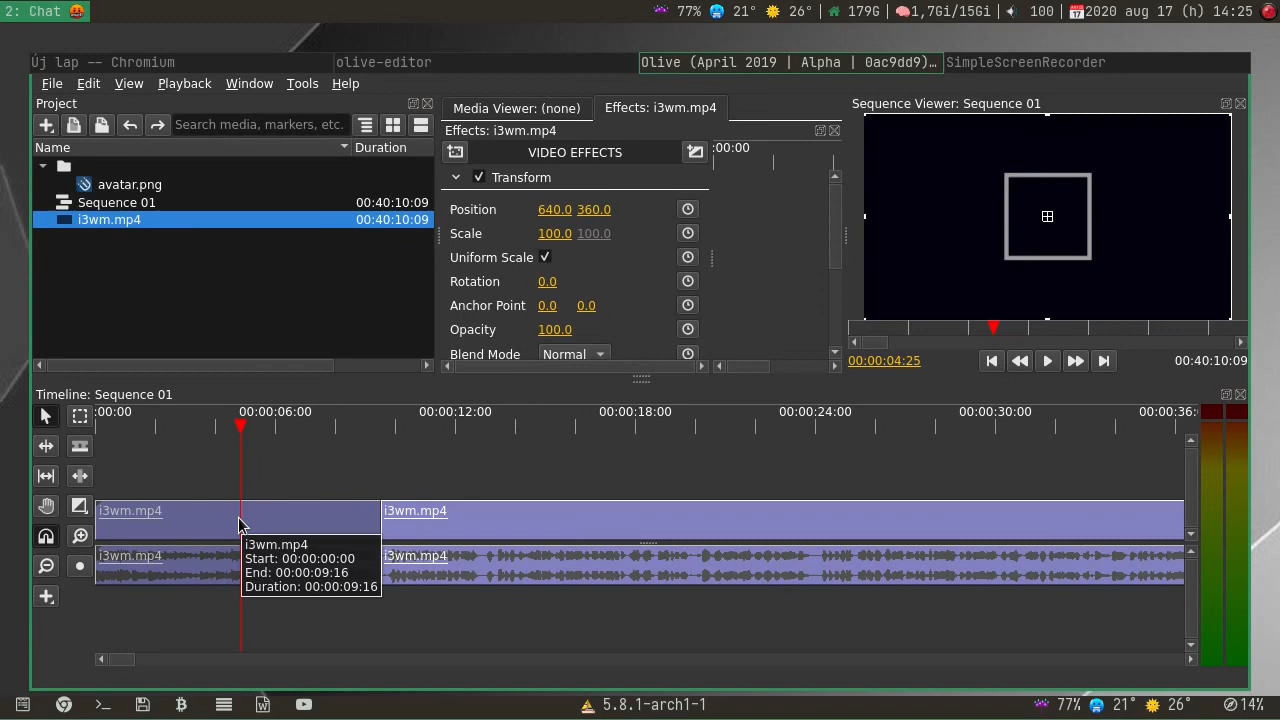 2: Chat
77% 21° 26° 179G 1,7Gi/15Gi 100 2020 aug 17 (h) 14:25
Új lap —— Chromium olive-editor Olive (April 2019 | Alpha | 0ac9dd9)… SimpleScreenRecorder
File Edit View Playback Window Tools Help
Project
Search media, markers, etc.
Name Duration
avatar.png
Sequence 01 00:40:10:09
i3wm.mp4 00:40:10:09
Media Viewer: (none) Effects: i3wm.mp4
Effects: i3wm.mp4
VIDEO EFFECTS :00:00
Transform
Position 640.0 360.0
Scale 100.0 100.0
Uniform Scale
Rotation 0.0
Anchor Point 0.0 0.0
Opacity 100.0
Blend Mode Normal
Sequence Viewer: Sequence 01
00:00:04:25 00:40:10:09
Timeline: Sequence 01
:00:00 00:00:06:00 00:00:12:00 00:00:18:00 00:00:24:00 00:00:30:00 00:00:36:
i3wm.mp4 i3wm.mp4
i3wm.mp4 i3wm.mp4
i3wm.mp4
Start: 00:00:00:00
End: 00:00:09:16
Duration: 00:00:09:16
5.8.1-arch1-1 77% 21° 26° 14%